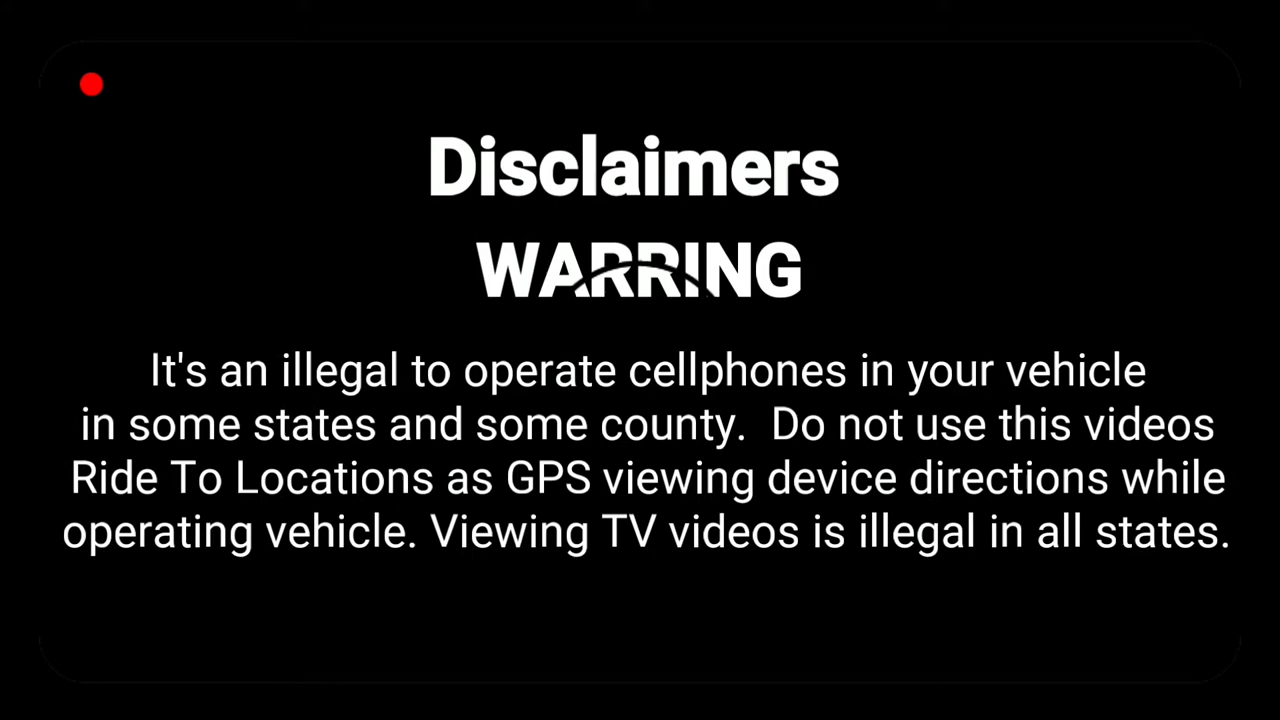 Disclaimers
WARRING
It's an illegal to operate cellphones in your vehicle
in some states and some county. Do not use this videos
Ride To Locations as GPS viewing device directions while
operating vehicle. Viewing TV videos is illegal in all states.